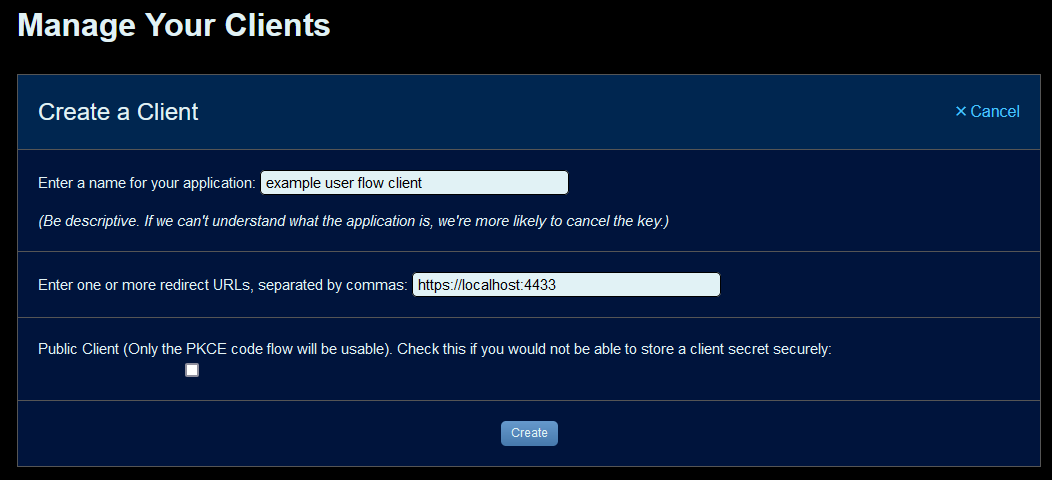 Manage Your Clients
Create a Client
✕ Cancel
Enter a name for your application: example user flow client
(Be descriptive. If we can't understand what the application is, we're more likely to cancel the key.)
Enter one or more redirect URLs, separated by commas: https://localhost:4433
Public Client (Only the PKCE code flow will be usable). Check this if you would not be able to store a client secret securely:
Create